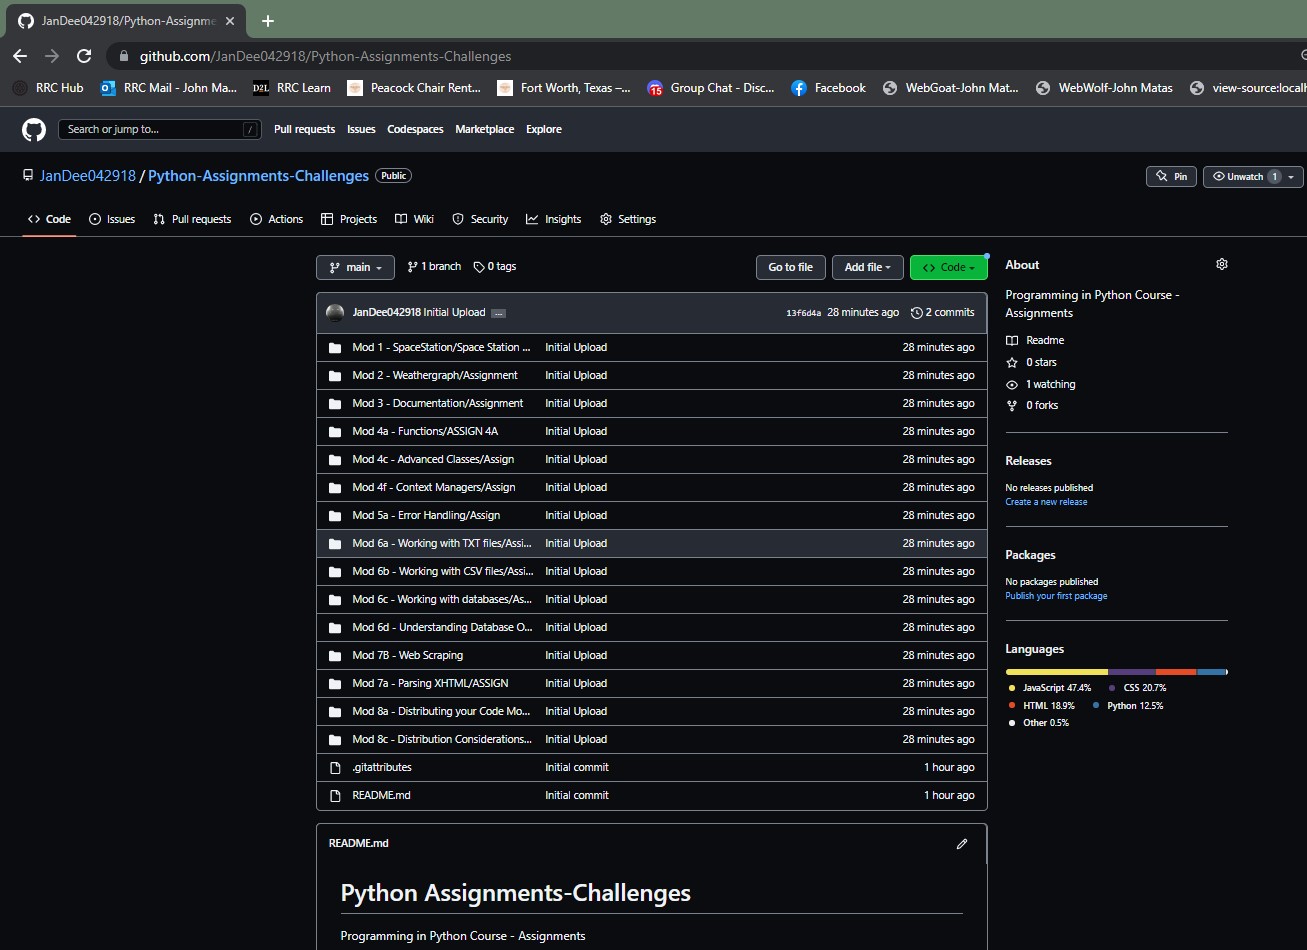 JanDee042918/Python-Assignme
github.com/JanDee042918/Python-Assignments-Challenges
RRC Hub RRC Mail - John Ma... D2L RRC Learn Peacock Chair Rent... Fort Worth, Texas –... 15 Group Chat - Disc... Facebook WebGoat-John Mat... WebWolf-John Matas view-source:localh
Search or jump to... / Pull requests Issues Codespaces Marketplace Explore
JanDee042918 / Python-Assignments-Challenges Public Pin Unwatch 1
<> Code Issues Pull requests Actions Projects Wiki Security Insights Settings
main 1 branch 0 tags Go to file Add file <> Code
JanDee042918 Initial Upload ... 13f6d4a 28 minutes ago 2 commits
Mod 1 - SpaceStation/Space Station ... Initial Upload 28 minutes ago
Mod 2 - Weathergraph/Assignment Initial Upload 28 minutes ago
Mod 3 - Documentation/Assignment Initial Upload 28 minutes ago
Mod 4a - Functions/ASSIGN 4A Initial Upload 28 minutes ago
Mod 4c - Advanced Classes/Assign Initial Upload 28 minutes ago
Mod 4f - Context Managers/Assign Initial Upload 28 minutes ago
Mod 5a - Error Handling/Assign Initial Upload 28 minutes ago
Mod 6a - Working with TXT files/Assi... Initial Upload 28 minutes ago
Mod 6b - Working with CSV files/Assi... Initial Upload 28 minutes ago
Mod 6c - Working with databases/As... Initial Upload 28 minutes ago
Mod 6d - Understanding Database O... Initial Upload 28 minutes ago
Mod 7B - Web Scraping Initial Upload 28 minutes ago
Mod 7a - Parsing XHTML/ASSIGN Initial Upload 28 minutes ago
Mod 8a - Distributing your Code Mo... Initial Upload 28 minutes ago
Mod 8c - Distribution Considerations... Initial Upload 28 minutes ago
.gitattributes Initial commit 1 hour ago
README.md Initial commit 1 hour ago
README.md
Python Assignments-Challenges
Programming in Python Course - Assignments
About
Programming in Python Course -
Assignments
Readme
0 stars
1 watching
0 forks
Releases
No releases published
Create a new release
Packages
No packages published
Publish your first package
Languages
JavaScript 47.4% CSS 20.7%
HTML 18.9% Python 12.5%
Other 0.5%